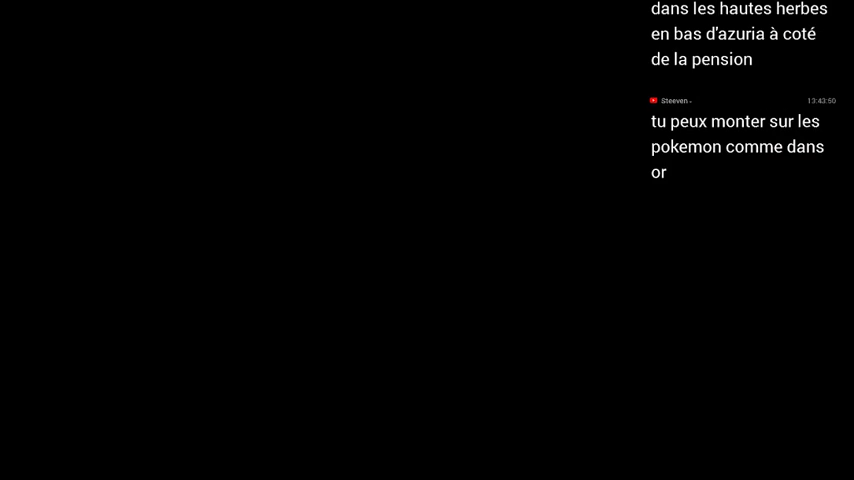 dans les hautes herbes
en bas d'azuria à coté
de la pension
Steeven - 13:43:50
tu peux monter sur les
pokemon comme dans
or